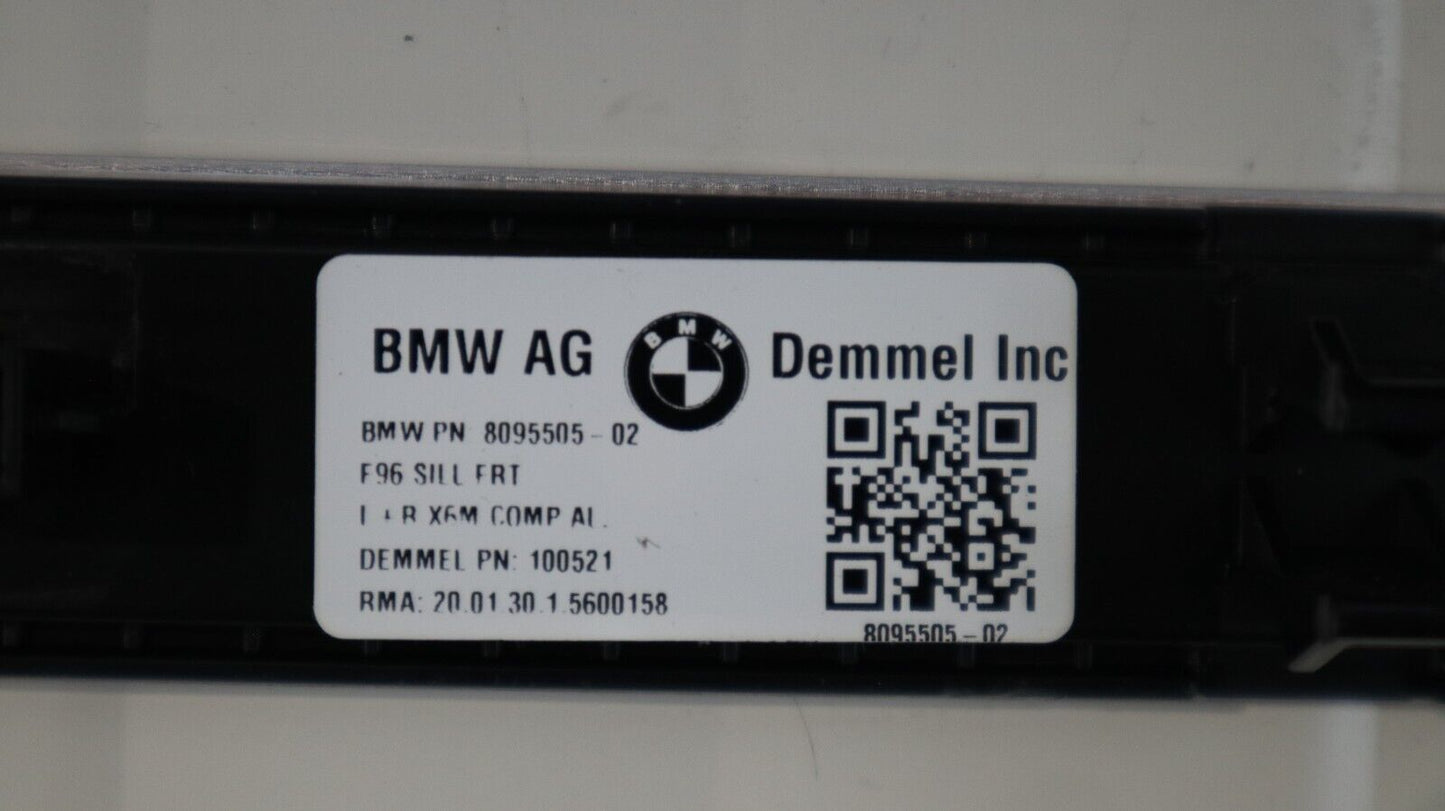 BMW AG BMW Demmel Inc
BMW PN 8095505-02
F96 SILL FRT
L + R X6M COMP AL.
DEMMEL PN: 100521
RMA: 20.01.30.1.5600158
8095505-02